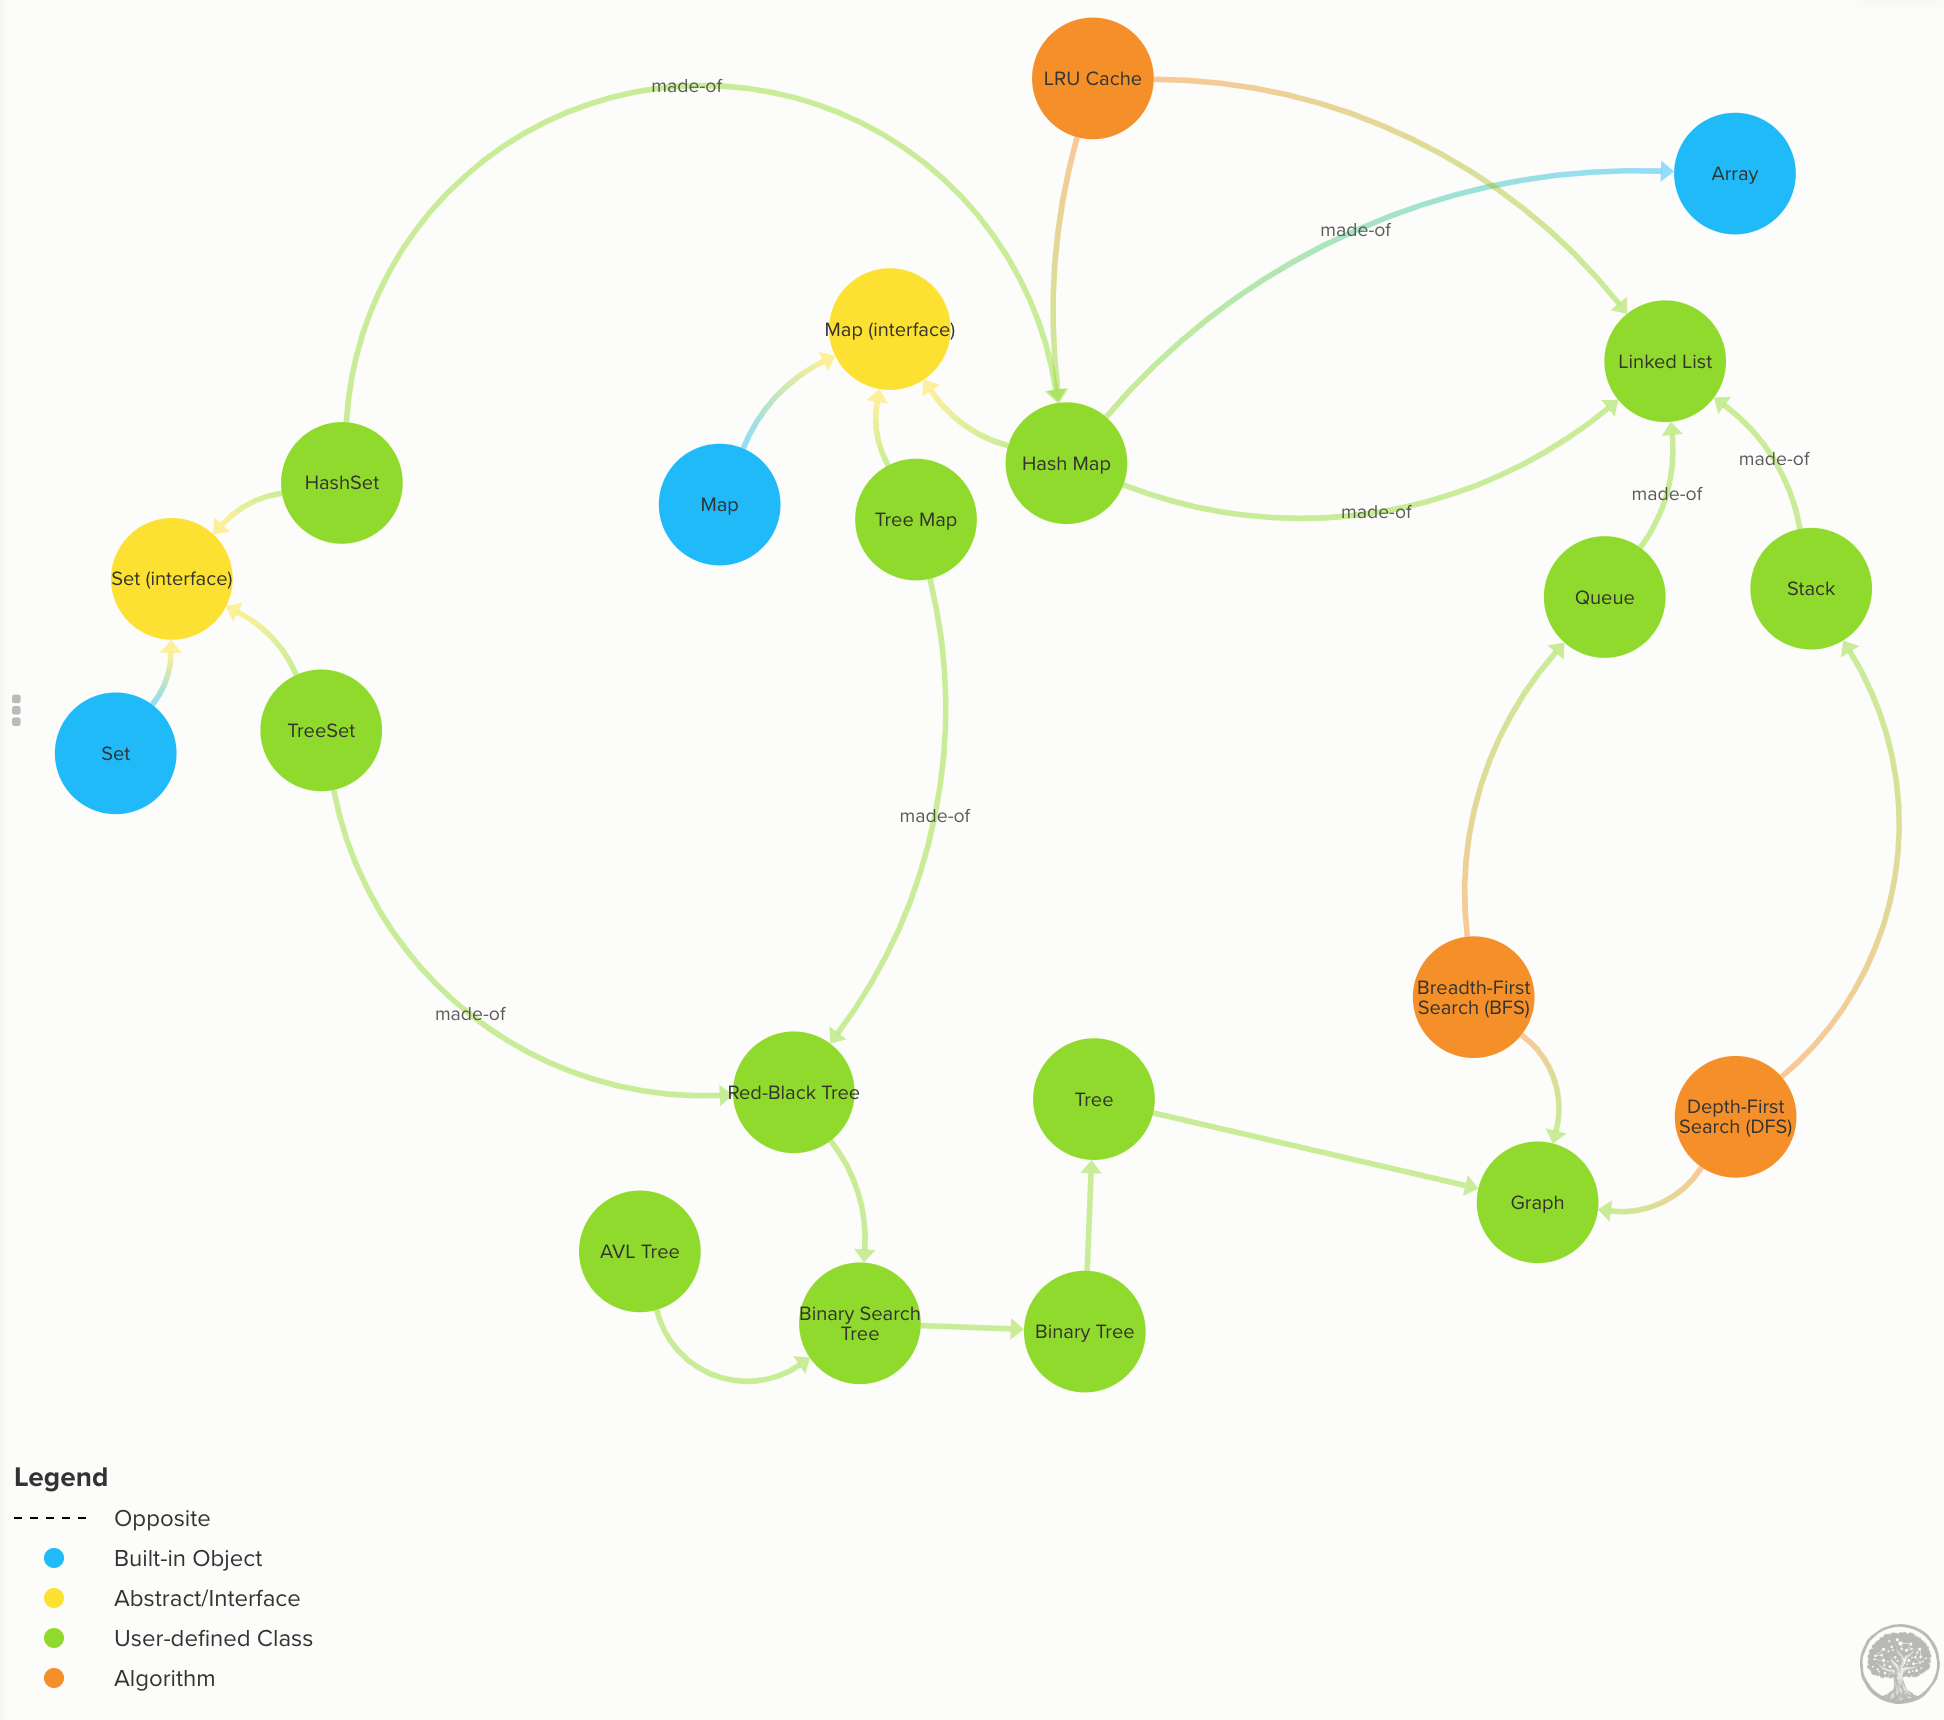 made-of
LRU Cache
Array
made-of
Map (interface)
Linked List
made-of
Hash Map
HashSet
made-of
Map
made-of
Tree Map
Set (interface)
Stack
Queue
TreeSet
Set
made-of
Breadth-First
Search (BFS)
made-of
Red-Black Tree
Tree
Depth-First
Search (DFS)
Graph
AVL Tree
Binary Search
Tree
Binary Tree
Legend
Opposite
Built-in Object
Abstract/Interface
User-defined Class
Algorithm